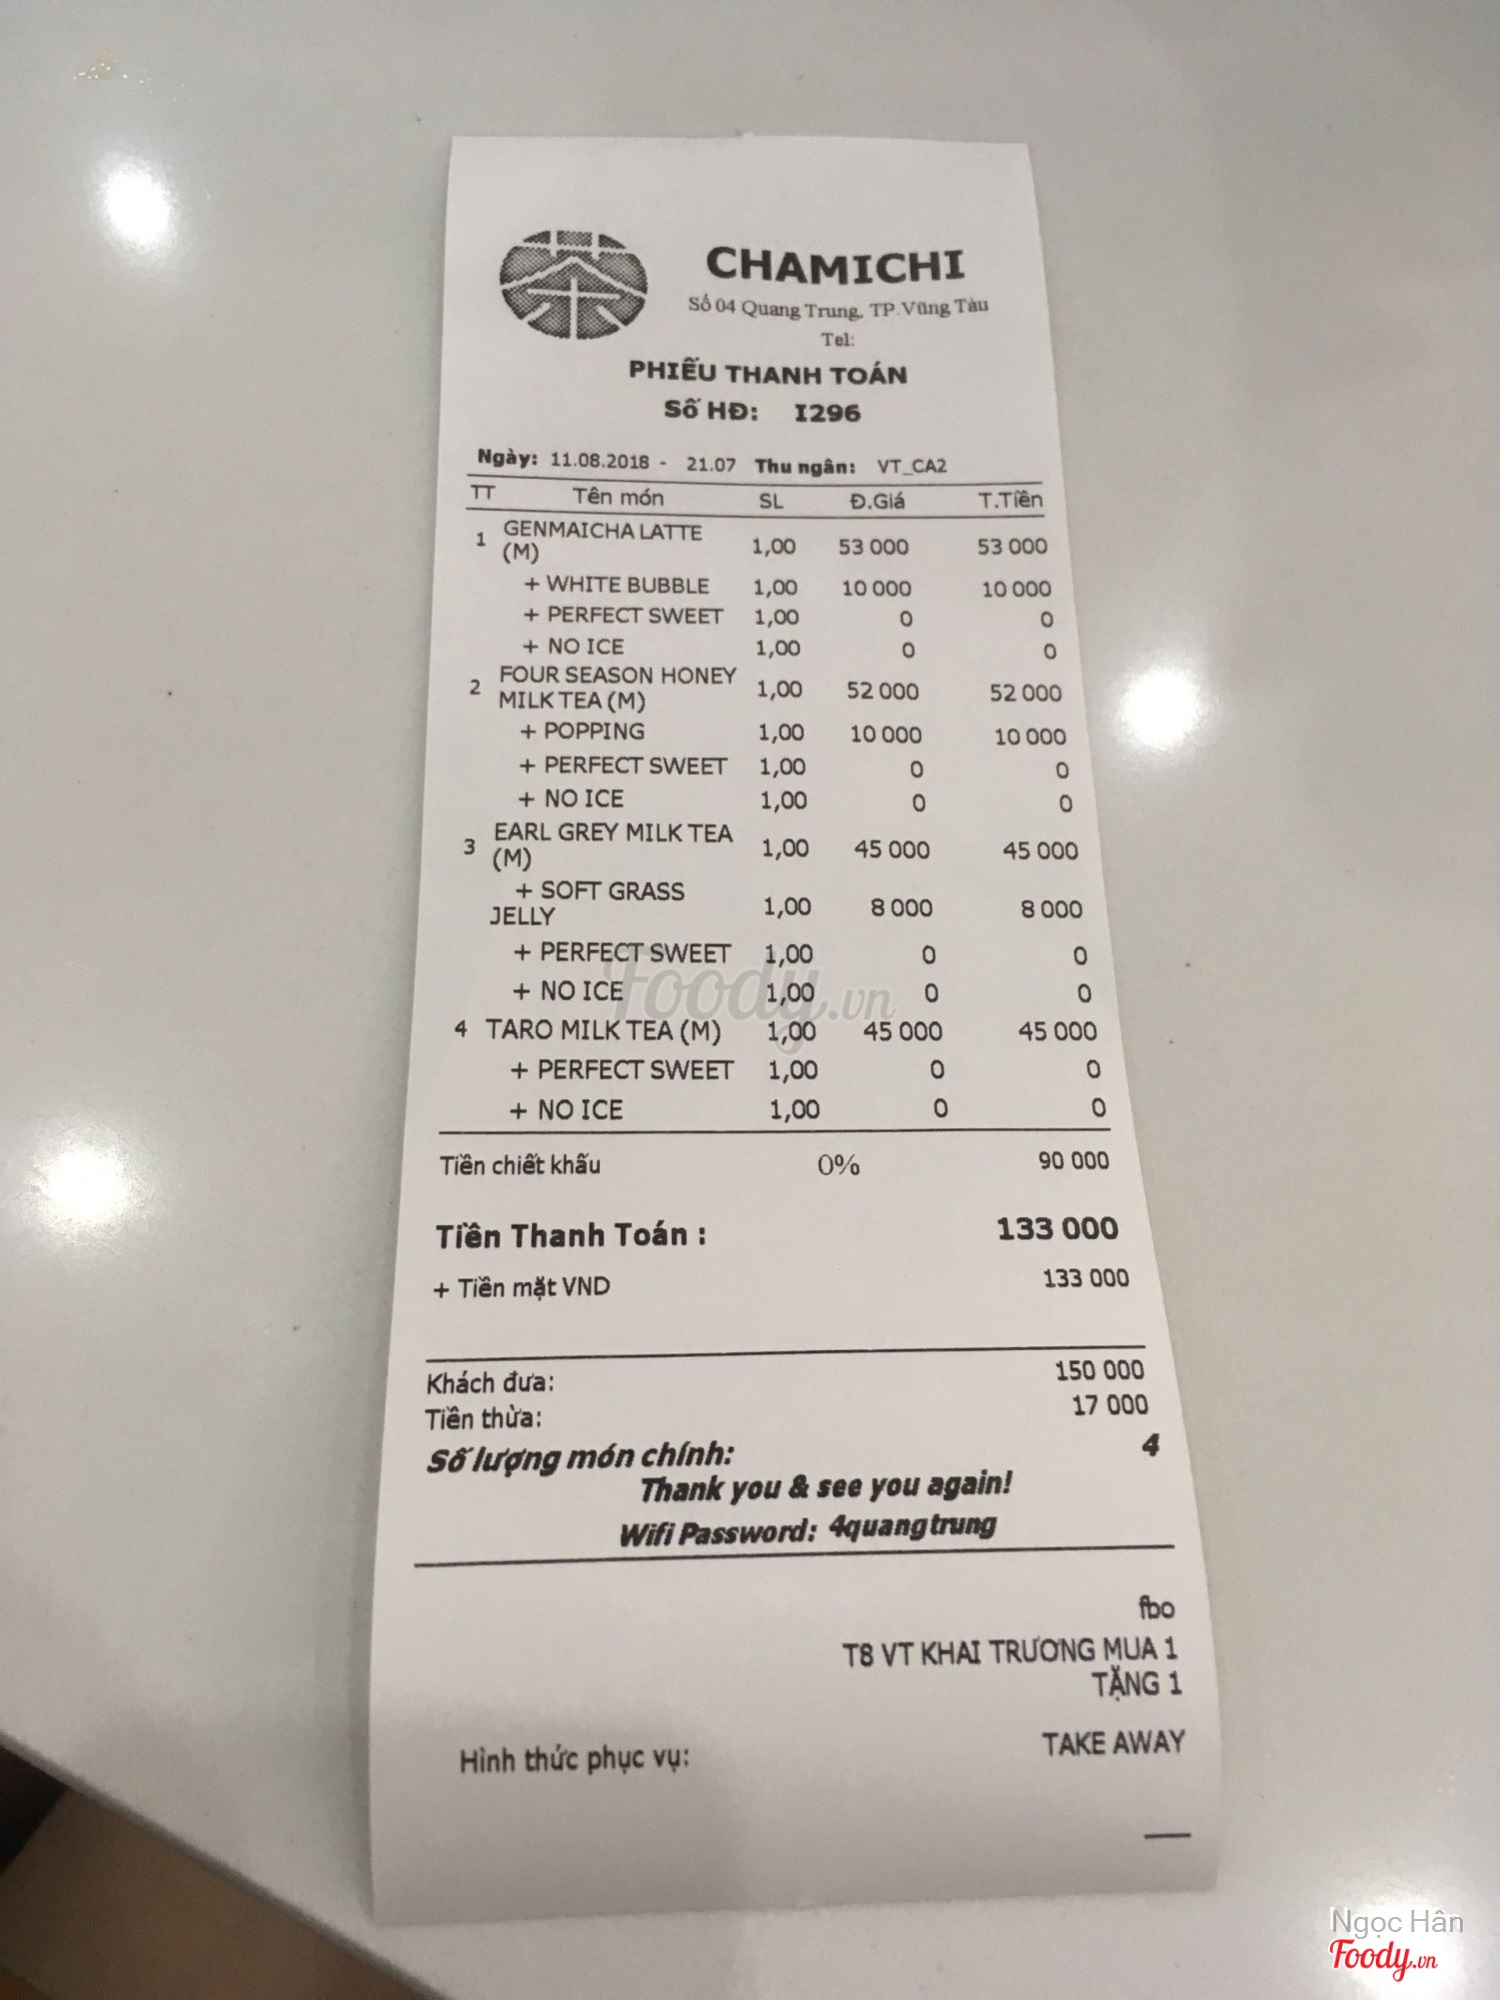 CHAMICHI
Số 04 Quang Trung, TP.Vũng Tàu
Tel:
PHIẾU THANH TOÁN
Số HĐ: I296
Ngày: 11.08.2018 - 21.07 Thu ngân: VT_CA2
TT Tên món SL Đ.Giá T.Tiền
1 GENMAICHA LATTE (M) 1,00 53 000 53 000
+ WHITE BUBBLE 1,00 10 000 10 000
+ PERFECT SWEET 1,00 0 0
+ NO ICE 1,00 0 0
2 FOUR SEASON HONEY MILK TEA (M) 1,00 52 000 52 000
+ POPPING 1,00 10 000 10 000
+ PERFECT SWEET 1,00 0 0
+ NO ICE 1,00 0 0
3 EARL GREY MILK TEA (M) 1,00 45 000 45 000
+ SOFT GRASS JELLY 1,00 8 000 8 000
+ PERFECT SWEET 1,00 0 0
+ NO ICE 1,00 0 0
4 TARO MILK TEA (M) 1,00 45 000 45 000
+ PERFECT SWEET 1,00 0 0
+ NO ICE 1,00 0 0
Tiền chiết khấu 0% 90 000
Tiền Thanh Toán : 133 000
+ Tiền mặt VND 133 000
Khách đưa: 150 000
Tiền thừa: 17 000
Số lượng món chính: 4
Thank you & see you again!
Wifi Password: 4quangtrung
fbo
T8 VT KHAI TRƯƠNG MUA 1
TẶNG 1
Hình thức phục vụ: TAKE AWAY
Foody.vn
Ngọc Hân
Foody.vn